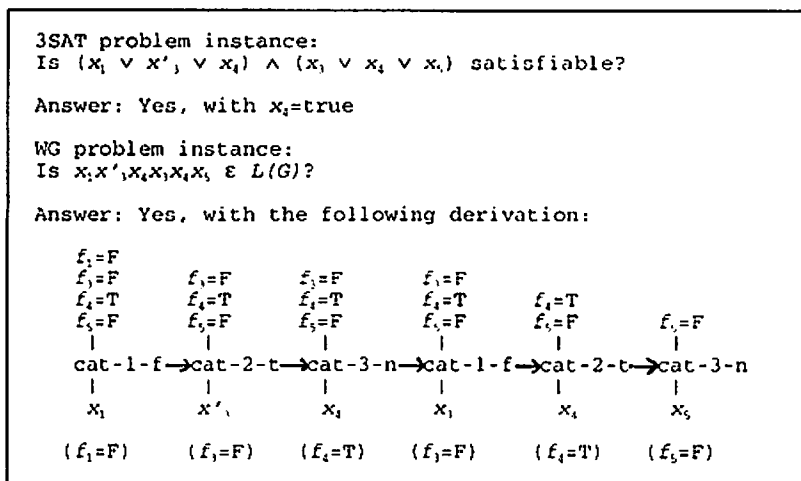 3SAT problem instance:
Is (x₁ ∨ x'₃ ∨ x₄) ∧ (x₃ ∨ x₄ ∨ x₅) satisfiable?
Answer: Yes, with x₄=true
WG problem instance:
Is x₁x'₃x₄x₃x₄x₅ ε L(G)?
Answer: Yes, with the following derivation:
f₁=F
f₃=F f₃=F f₃=F f₃=F
f₄=T f₄=T f₄=T f₄=T f₄=T
f₅=F f₅=F f₅=F f₅=F f₅=F f₅=F
cat-1-f→cat-2-t→cat-3-n→cat-1-f→cat-2-t→cat-3-n
x₁ x'₃ x₄ x₃ x₄ x₅
(f₁=F) (f₃=F) (f₄=T) (f₃=F) (f₄=T) (f₅=F)